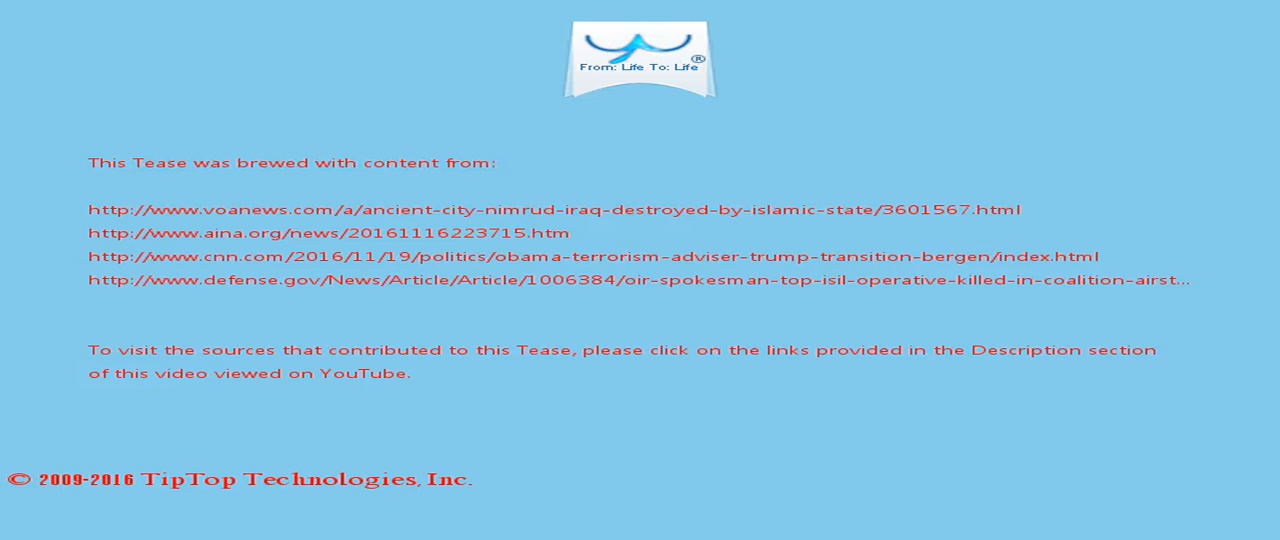 From: Life To: Life ®
This Tease was brewed with content from:
http://www.voanews.com/a/ancient-city-nimrud-iraq-destroyed-by-islamic-state/3601567.html
http://www.aina.org/news/20161116223715.htm
http://www.cnn.com/2016/11/19/politics/obama-terrorism-adviser-trump-transition-bergen/index.html
http://www.defense.gov/News/Article/Article/1006384/oir-spokesman-top-isil-operative-killed-in-coalition-airst...
To visit the sources that contributed to this Tease, please click on the links provided in the Description section
of this video viewed on YouTube.
© 2009-2016 TipTop Technologies, Inc.